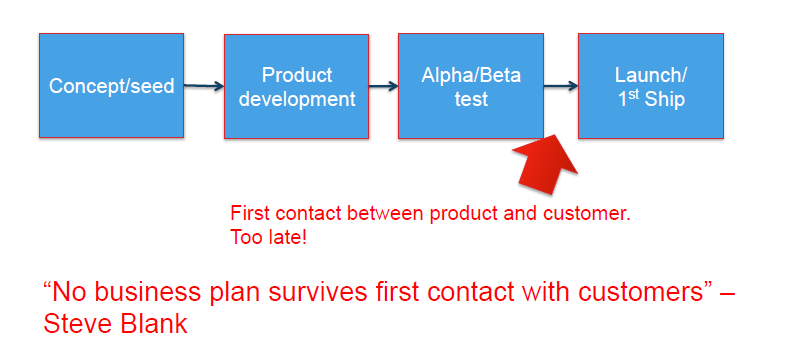 Concept/seed
Product
development
Alpha/Beta
test
Launch/
1st Ship
First contact between product and customer.
Too late!
“No business plan survives first contact with customers” –
Steve Blank